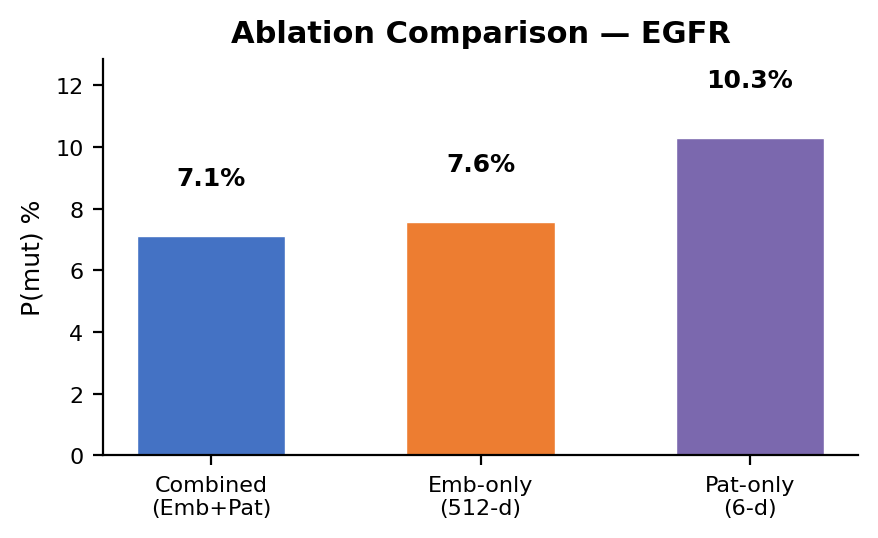 Ablation Comparison — EGFR
P(mut) %
12
10
8
6
4
2
0
7.1%
7.6%
10.3%
Combined
(Emb+Pat)
Emb-only
(512-d)
Pat-only
(6-d)